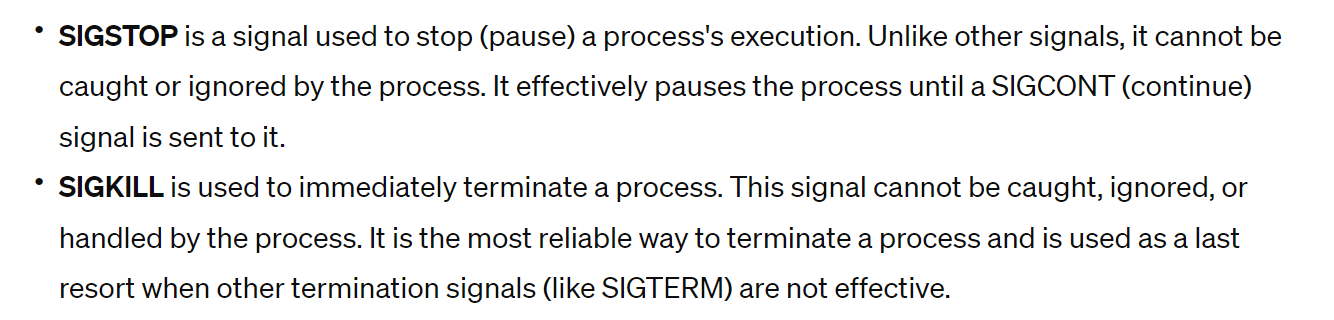 • SIGSTOP is a signal used to stop (pause) a process's execution. Unlike other signals, it cannot be
caught or ignored by the process. It effectively pauses the process until a SIGCONT (continue)
signal is sent to it.
• SIGKILL is used to immediately terminate a process. This signal cannot be caught, ignored, or
handled by the process. It is the most reliable way to terminate a process and is used as a last
resort when other termination signals (like SIGTERM) are not effective.